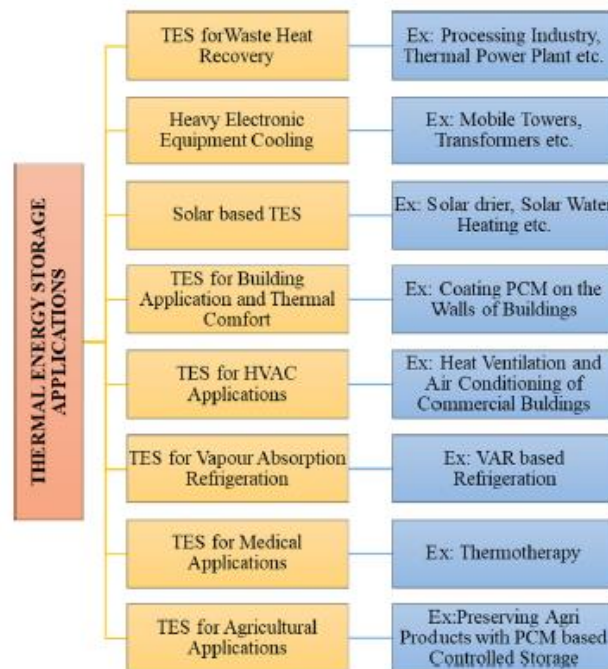 THERMAL ENERGY STORAGE
APPLICATIONS
TES forWaste Heat
Recovery
Ex: Processing Industry,
Thermal Power Plant etc.
Heavy Electronic
Equipment Cooling
Ex: Mobile Towers,
Transformers etc.
Solar based TES
Ex: Solar drier, Solar Water
Heating etc.
TES for Building
Application and Thermal
Comfort
Ex: Coating PCM on the
Walls of Buildings
TES for HVAC
Applications
Ex: Heat Ventilation and
Air Conditioning of
Commercial Buldings
TES for Vapour Absorption
Refrigeration
Ex: VAR based
Refrigeration
TES for Medical
Applications
Ex: Thermotherapy
TES for Agricultural
Applications
Ex:Preserving Agri
Products with PCM based
Controlled Storage